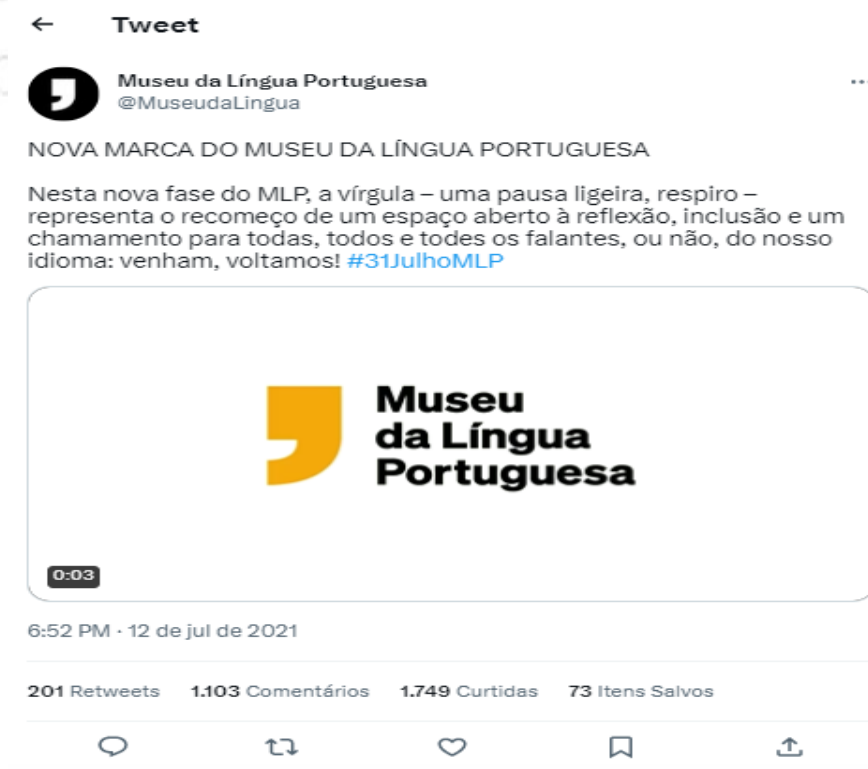 Tweet
Museu da Língua Portuguesa
@MuseudaLingua
NOVA MARCA DO MUSEU DA LÍNGUA PORTUGUESA
Nesta nova fase do MLP, a vírgula – uma pausa ligeira, respiro –
representa o recomeço de um espaço aberto à reflexão, inclusão e um
chamamento para todas, todos e todes os falantes, ou não, do nosso
idioma: venham, voltamos! #31JulhoMLP
Museu
da Língua
Portuguesa
0:03
6:52 PM · 12 de jul de 2021
201 Retweets 1.103 Comentários 1.749 Curtidas 73 Itens Salvos